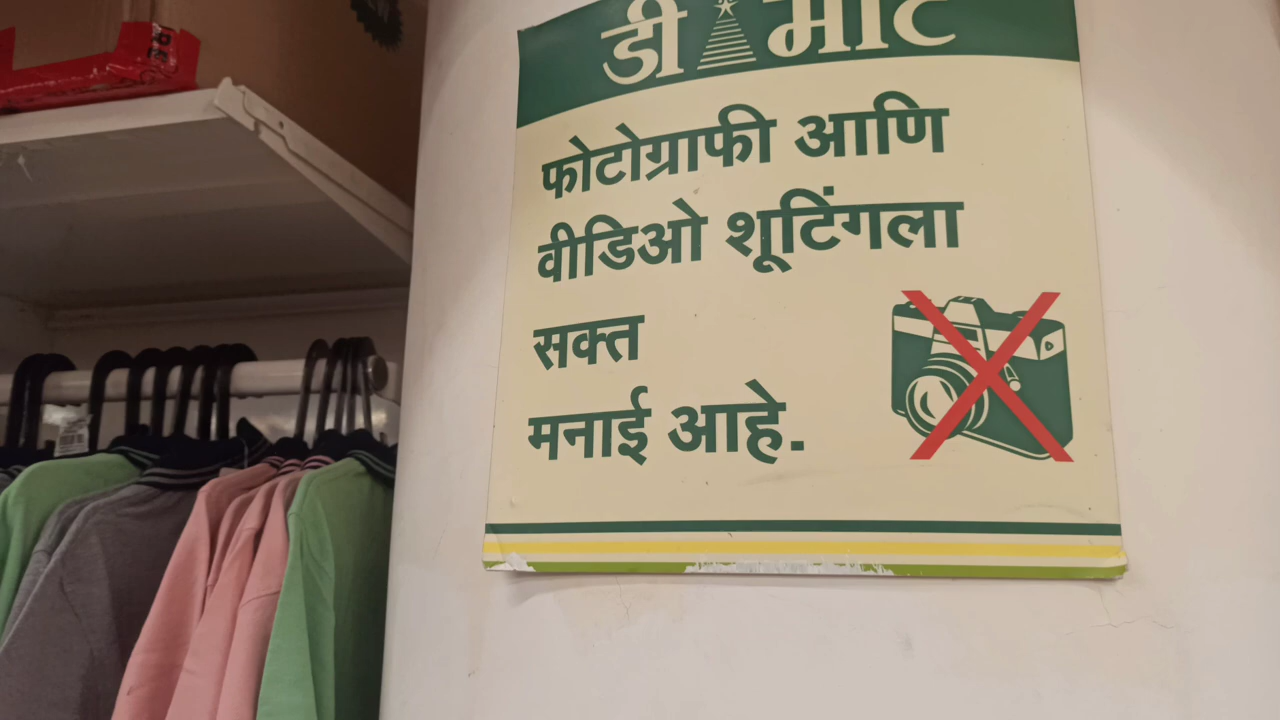 डी मार्ट
फोटोग्राफी आणि
वीडिओ शूटिंगला
सक्त
मनाई आहे.